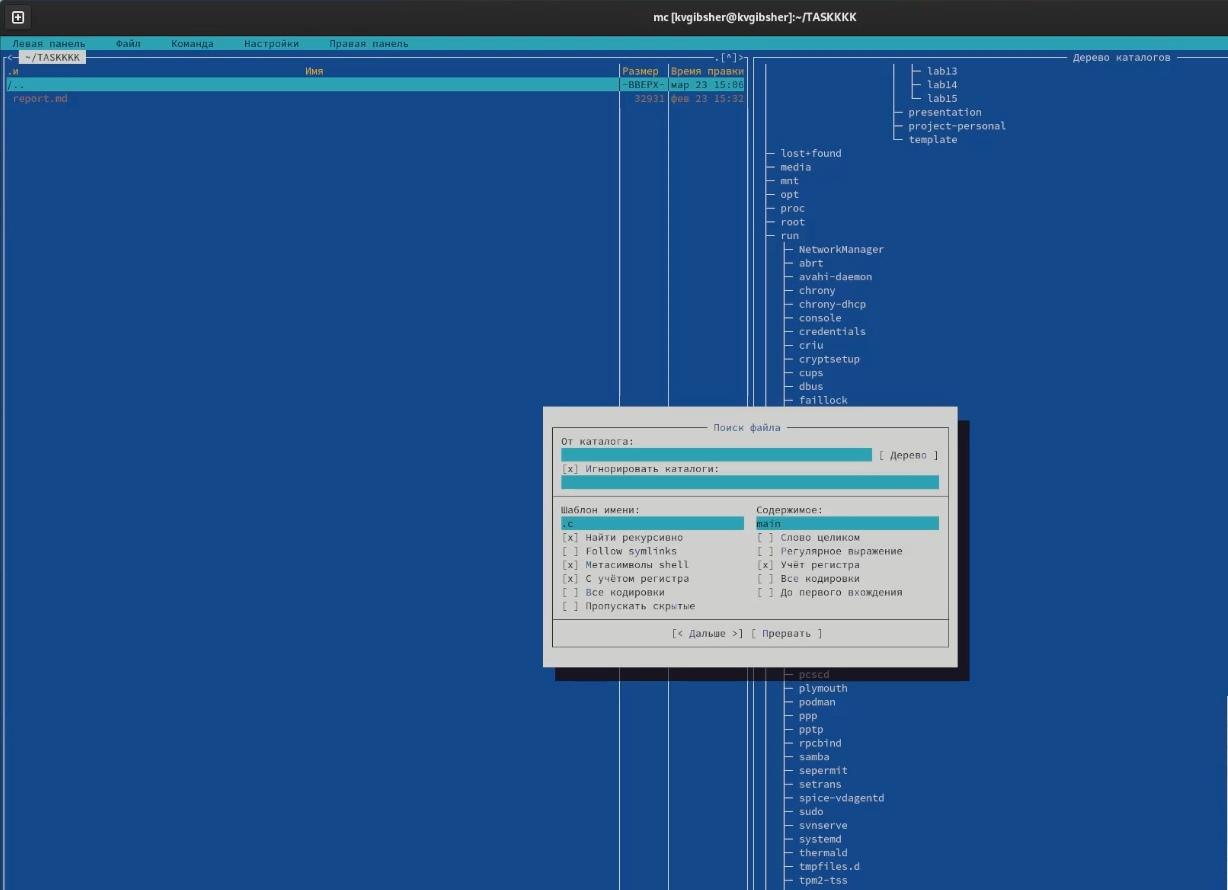 mc [kvgibsher@kvgibsher]:~/TASKKKK
Левая панель Файл Команда Настройки Правая панель
<- ~/TASKKKK .[^]>
.и Имя Размер Время правки
/.. -ВВЕРХ- мар 23 15:06
report.md 32931 фев 23 15:32
Дерево каталогов
lab13
lab14
lab15
presentation
project-personal
template
lost+found
media
mnt
opt
proc
root
run
NetworkManager
abrt
avahi-daemon
chrony
chrony-dhcp
console
credentials
criu
cryptsetup
cups
dbus
faillock
Поиск файла
От каталога:
[ Дерево ]
[x] Игнорировать каталоги:
Шаблон имени: Содержимое:
.c main
[x] Найти рекурсивно [ ] Слово целиком
[ ] Follow symlinks [ ] Регулярное выражение
[x] Метасимволы shell [x] Учёт регистра
[x] С учётом регистра [ ] Все кодировки
[ ] Все кодировки [ ] До первого вхождения
[ ] Пропускать скрытые
[< Дальше >] [ Прервать ]
pcscd
plymouth
podman
ppp
pptp
rpcbind
samba
sepermit
setrans
spice-vdagentd
sudo
svnserve
systemd
thermald
tmpfiles.d
tpm2-tss